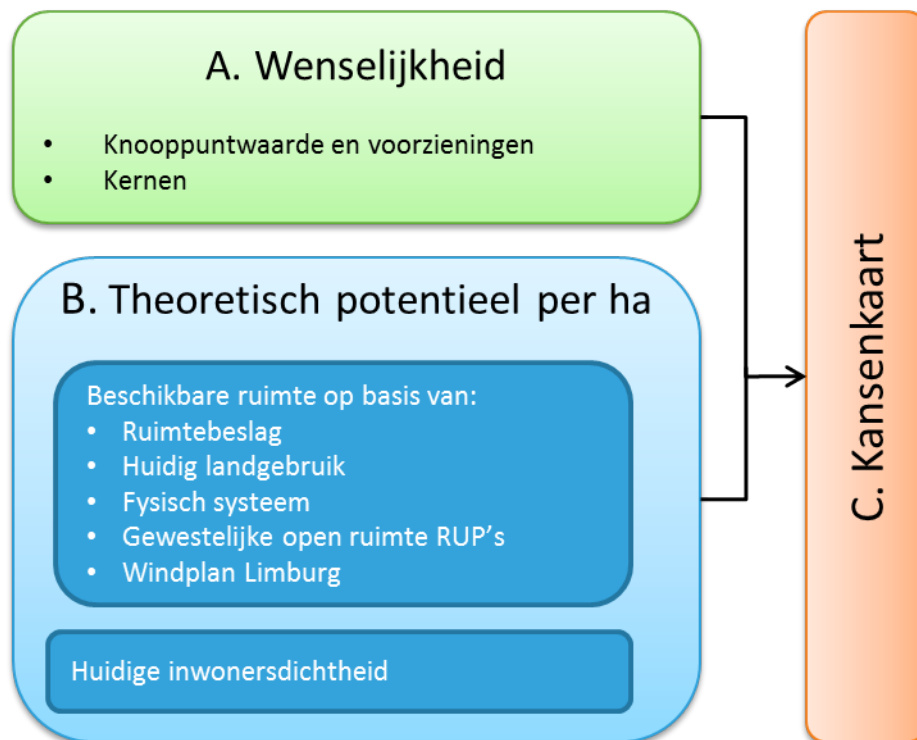 A. Wenselijkheid
• Knooppuntwaarde en voorzieningen
• Kernen
B. Theoretisch potentieel per ha
Beschikbare ruimte op basis van:
• Ruimtebeslag
• Huidig landgebruik
• Fysisch systeem
• Gewestelijke open ruimte RUP’s
• Windplan Limburg
Huidige inwonersdichtheid
C. Kansenkaart